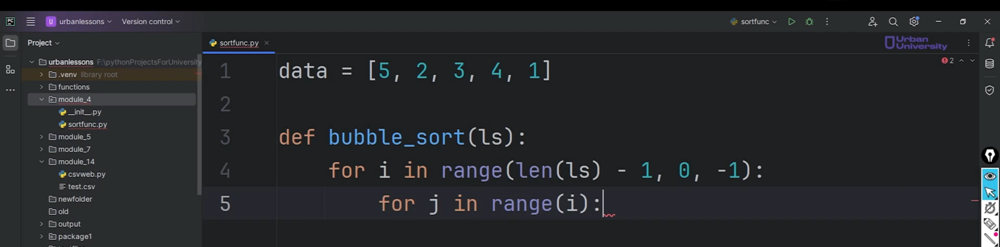 PC
U urbanlessons
Version control
sortfunc
Project
sortfunc.py
Urban
University
urbanlessons F:\pythonProjectsForUniversity
.venv library root
functions
module_4
__init__.py
sortfunc.py
module_5
module_7
module_14
csvweb.py
test.csv
newfolder
old
output
package1
2
1 data = [5, 2, 3, 4, 1]
2
3 def bubble_sort(ls):
4 for i in range(len(ls) - 1, 0, -1):
5 for j in range(i):